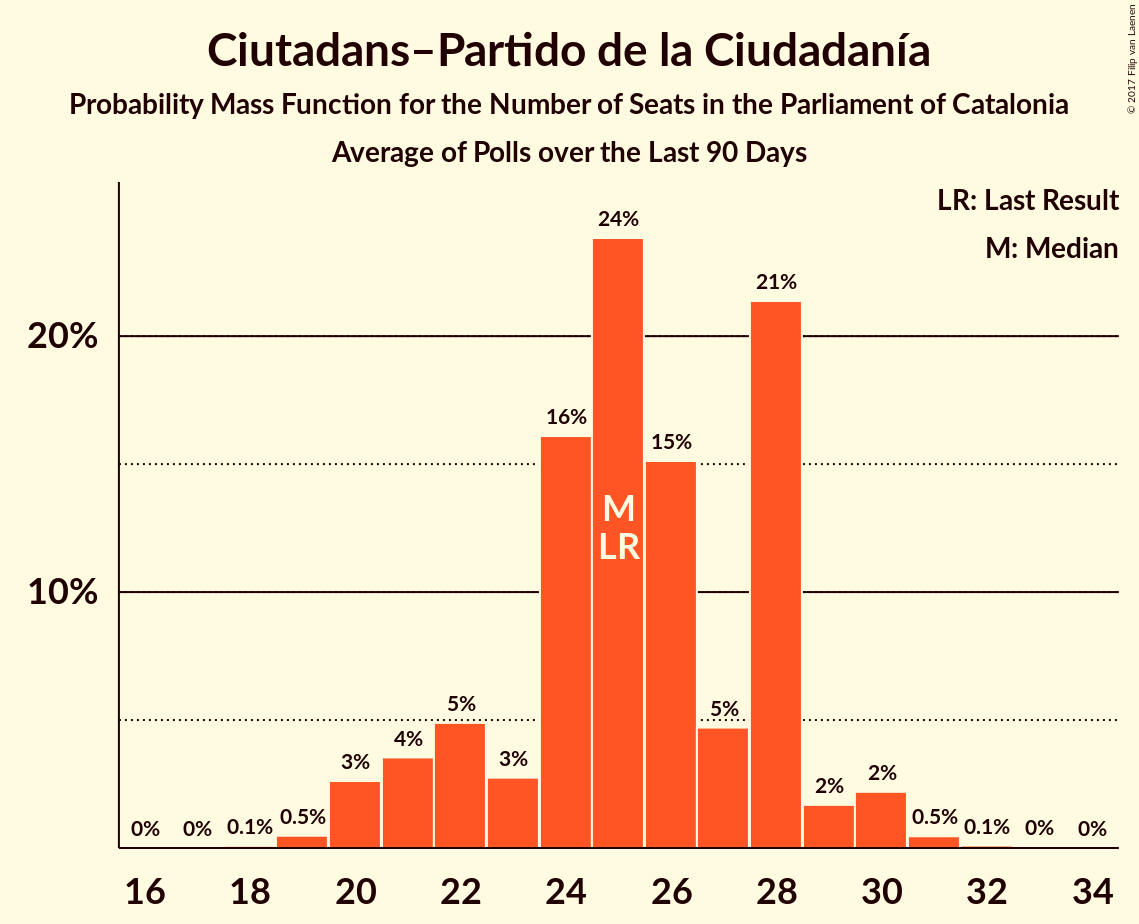 Ciutadans–Partido de la Ciudadanía
Probability Mass Function for the Number of Seats in the Parliament of Catalonia
Average of Polls over the Last 90 Days
© 2017 Filip van Laenen
LR: Last Result
M: Median
20%
10%
0%
0%
0.1%
0.5%
3%
4%
5%
3%
16%
24%
15%
5%
21%
2%
2%
0.5%
0.1%
0%
0%
M
LR
16 18 20 22 24 26 28 30 32 34